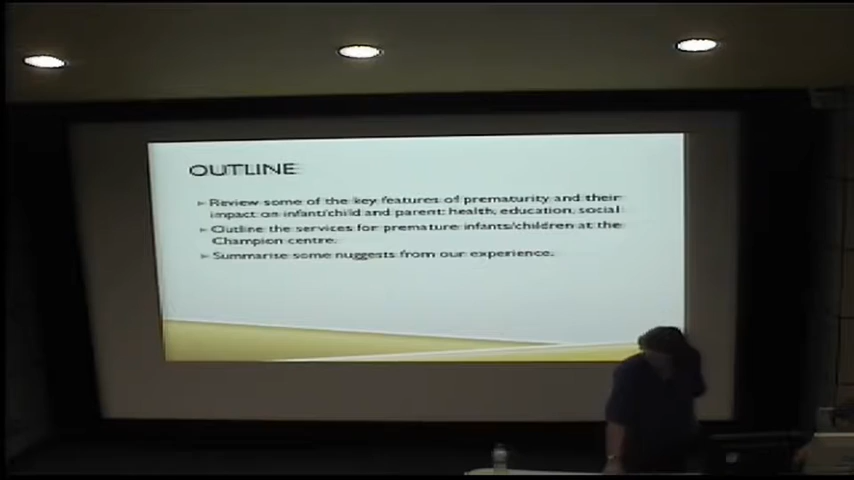 OUTLINE
Review some of the key features of prematurity and their
impact on infant/child and parent: health, education, social
Outline the services for premature infants/children at the
Champion centre.
Summarise some nuggests from our experience.